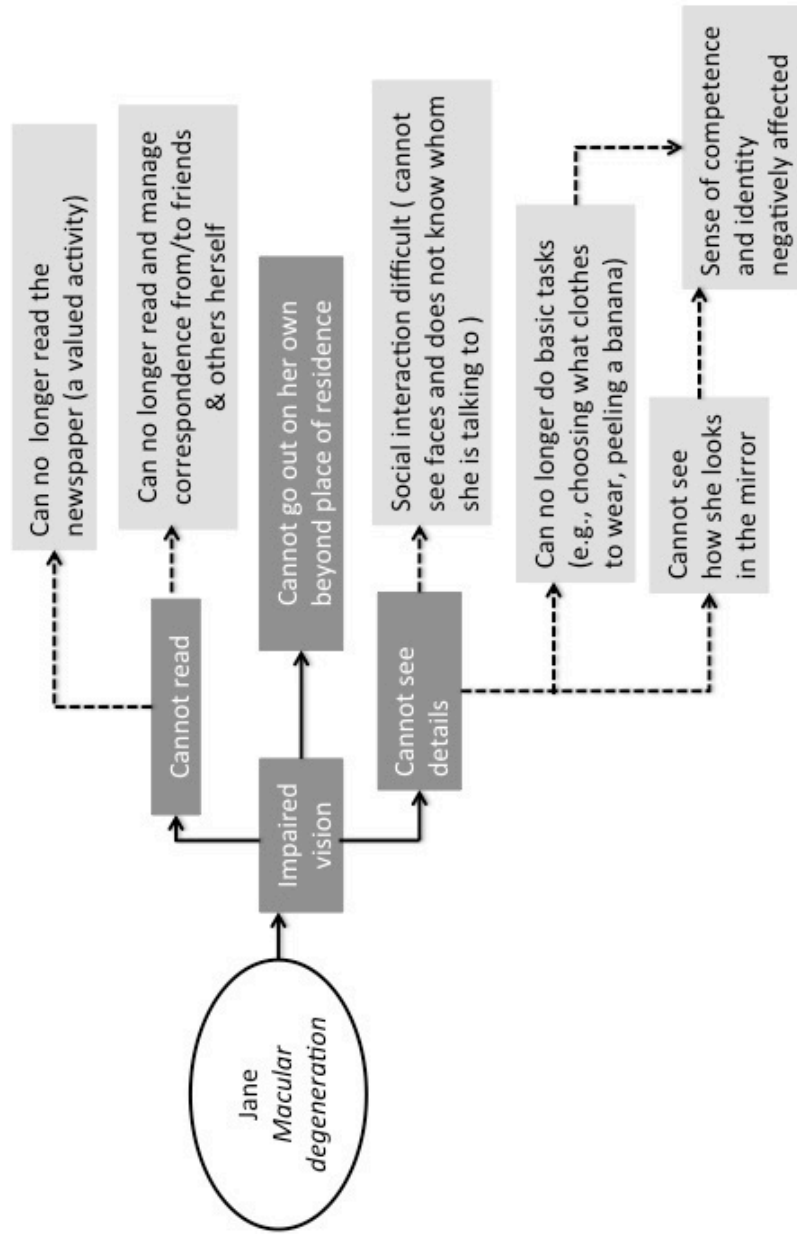 Jane
Macular
degeneration
Impaired
vision
Cannot read
Can no longer read the
newspaper (a valued activity)
Can no longer read and manage
correspondence from/to friends
& others herself
Cannot go out on her own
beyond place of residence
Cannot see
details
Social interaction difficult ( cannot
see faces and does not know whom
she is talking to )
Can no longer do basic tasks
(e.g., choosing what clothes
to wear, peeling a banana)
Cannot see
how she looks
in the mirror
Sense of competence
and identity
negatively affected